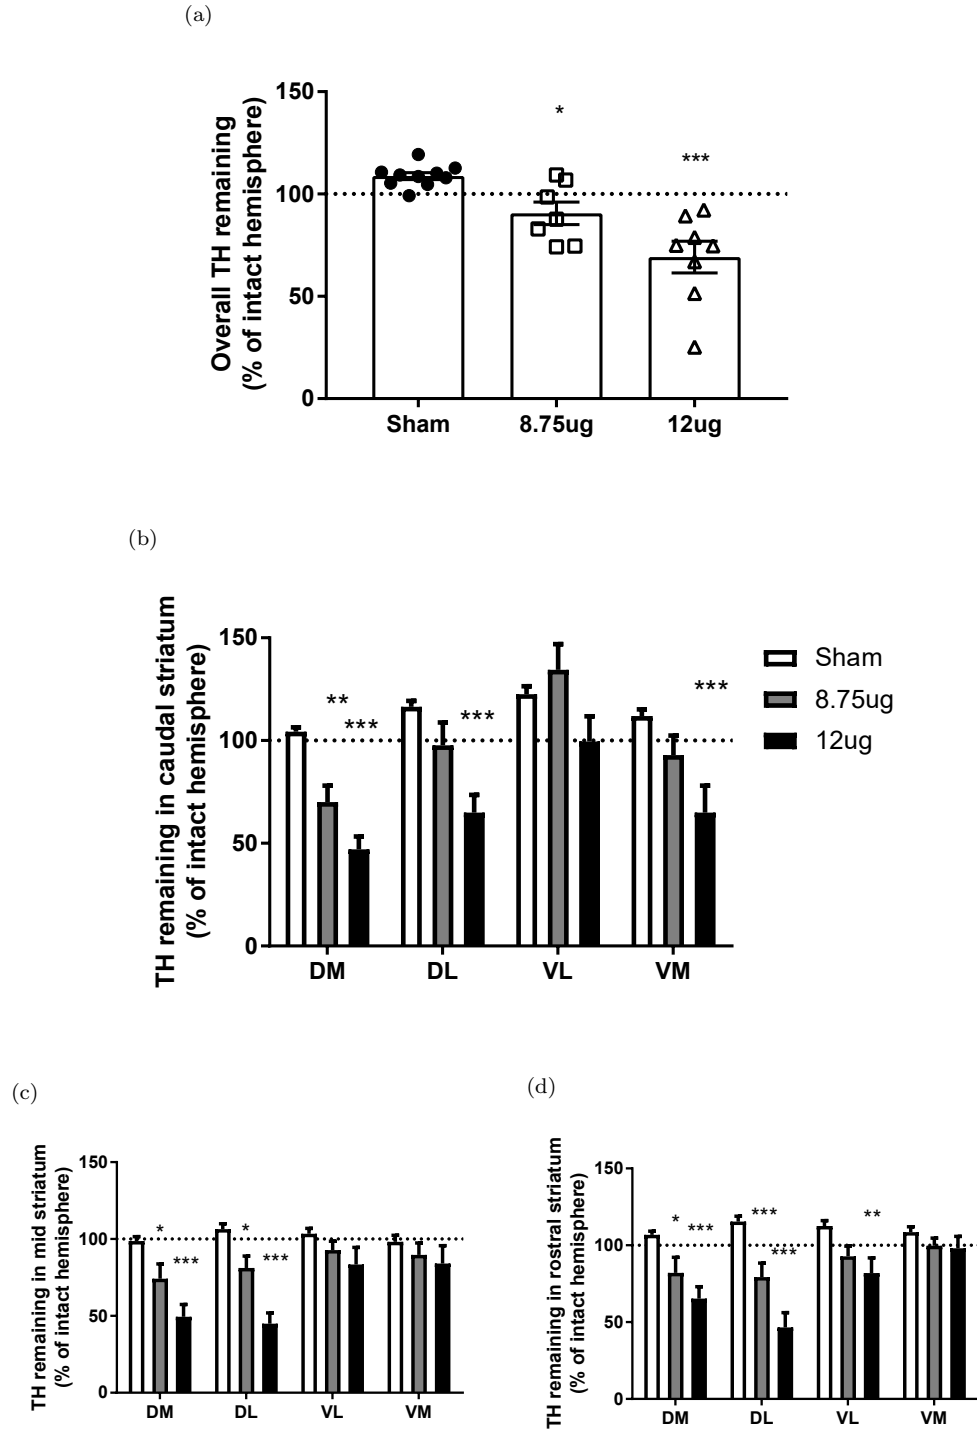 (a)
Overall TH remaining
(% of intact hemisphere)
150
100
50
0
*
***
Sham
8.75ug
12ug
(b)
TH remaining in caudal striatum
(% of intact hemisphere)
150
100
50
0
**
***
***
***
DM
DL
VL
VM
Sham
8.75ug
12ug
(c)
TH remaining in mid striatum
(% of intact hemisphere)
150
100
50
0
*
***
*
***
DM
DL
VL
VM
(d)
TH remaining in rostral striatum
(% of intact hemisphere)
150
100
50
0
*
***
***
***
**
DM
DL
VL
VM